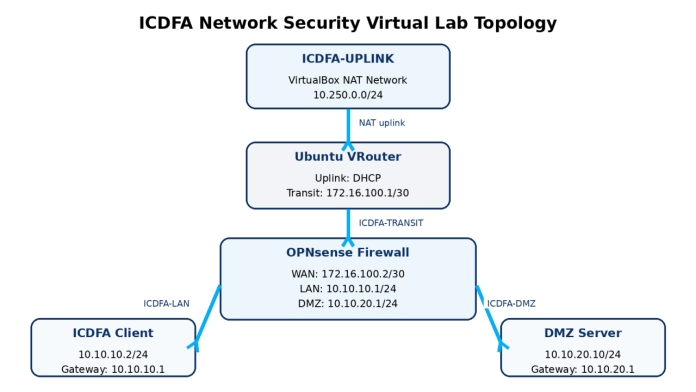 ICDFA Network Security Virtual Lab Topology
ICDFA-UPLINK
VirtualBox NAT Network
10.250.0.0/24
NAT uplink
Ubuntu VRouter
Uplink: DHCP
Transit: 172.16.100.1/30
ICDFA-TRANSIT
OPNsense Firewall
WAN: 172.16.100.2/30
LAN: 10.10.10.1/24
DMZ: 10.10.20.1/24
ICDFA-LAN
ICDFA-DMZ
ICDFA Client
10.10.10.2/24
Gateway: 10.10.10.1
DMZ Server
10.10.20.10/24
Gateway: 10.10.20.1